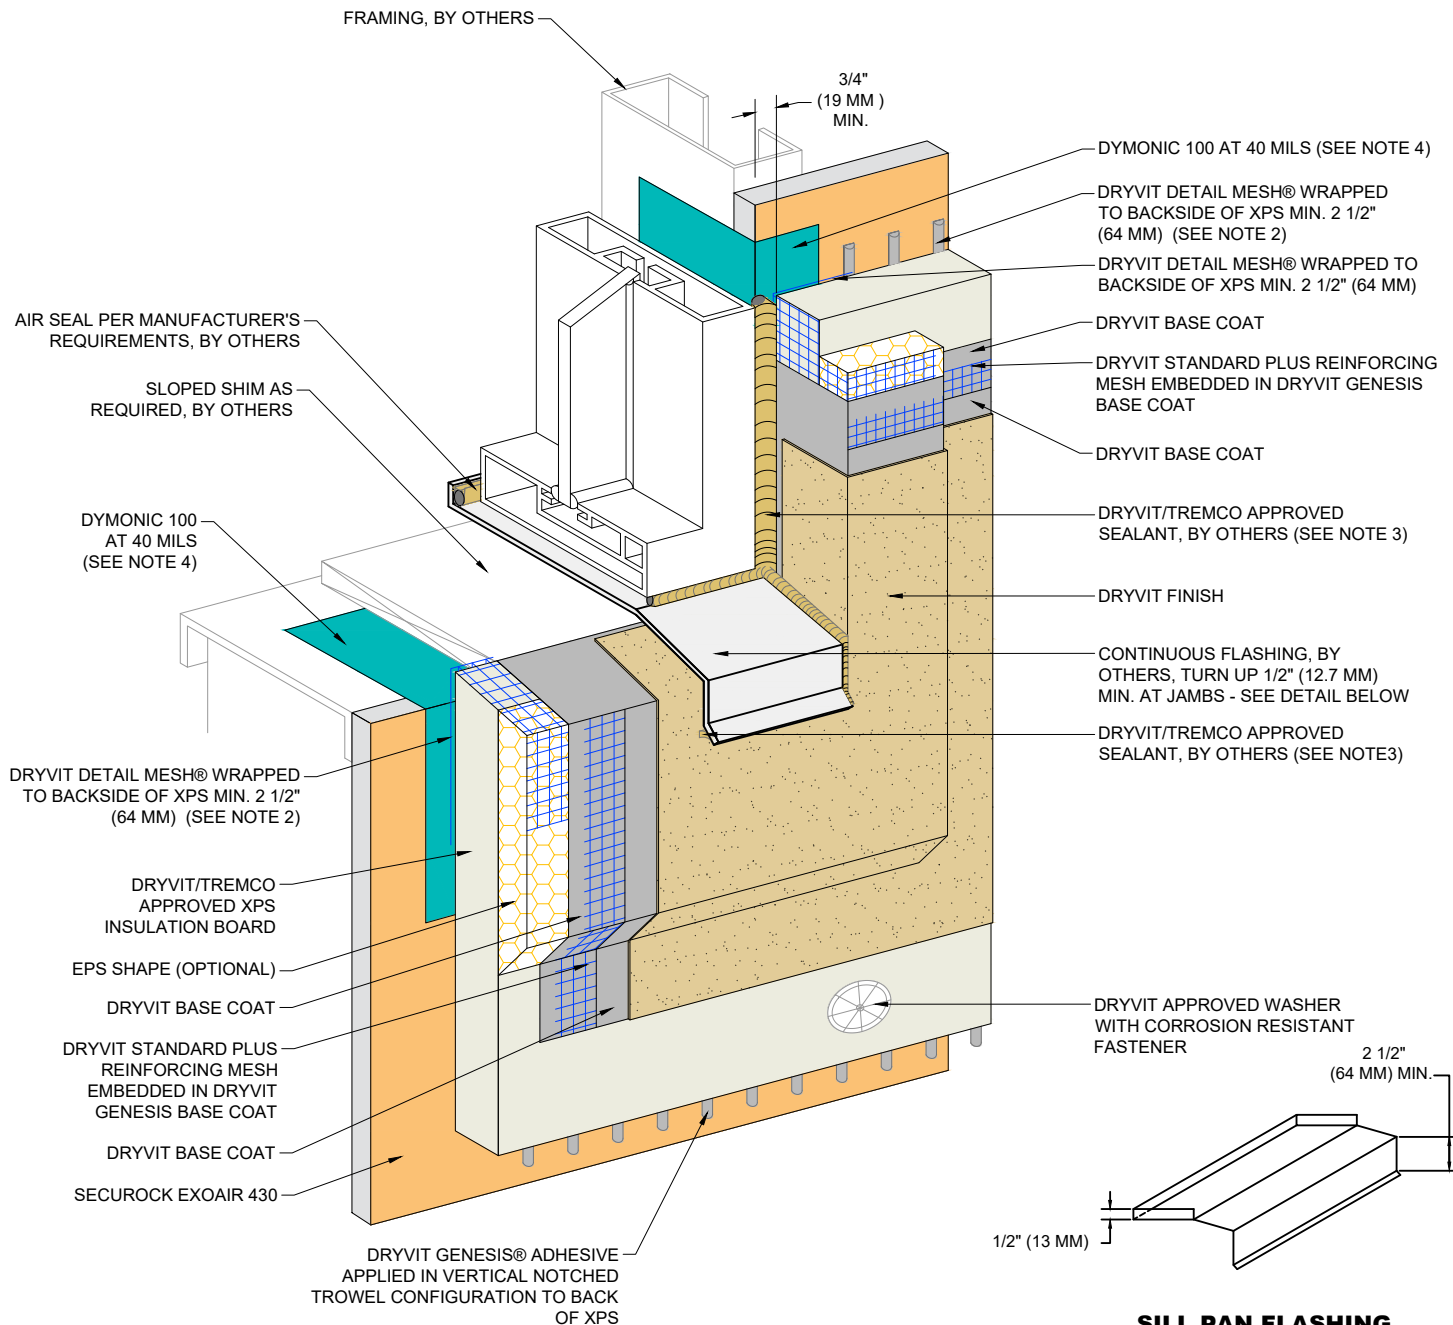 FRAMING, BY OTHERS
3/4"
(19 MM )
MIN.
DYMONIC 100 AT 40 MILS (SEE NOTE 4)
DRYVIT DETAIL MESH® WRAPPED
TO BACKSIDE OF XPS MIN. 2 1/2"
(64 MM) (SEE NOTE 2)
DRYVIT DETAIL MESH® WRAPPED TO
BACKSIDE OF XPS MIN. 2 1/2" (64 MM)
DRYVIT BASE COAT
DRYVIT STANDARD PLUS REINFORCING
MESH EMBEDDED IN DRYVIT GENESIS
BASE COAT
DRYVIT BASE COAT
DRYVIT/TREMCO APPROVED
SEALANT, BY OTHERS (SEE NOTE 3)
DRYVIT FINISH
CONTINUOUS FLASHING, BY
OTHERS, TURN UP 1/2" (12.7 MM)
MIN. AT JAMBS - SEE DETAIL BELOW
DRYVIT/TREMCO APPROVED
SEALANT, BY OTHERS (SEE NOTE3)
DRYVIT APPROVED WASHER
WITH CORROSION RESISTANT
FASTENER
AIR SEAL PER MANUFACTURER'S
REQUIREMENTS, BY OTHERS
SLOPED SHIM AS
REQUIRED, BY OTHERS
DYMONIC 100
AT 40 MILS
(SEE NOTE 4)
DRYVIT DETAIL MESH® WRAPPED
TO BACKSIDE OF XPS MIN. 2 1/2"
(64 MM) (SEE NOTE 2)
DRYVIT/TREMCO
APPROVED XPS
INSULATION BOARD
EPS SHAPE (OPTIONAL)
DRYVIT BASE COAT
DRYVIT STANDARD PLUS
REINFORCING MESH
EMBEDDED IN DRYVIT
GENESIS BASE COAT
DRYVIT BASE COAT
SECUROCK EXOAIR 430
DRYVIT GENESIS® ADHESIVE
APPLIED IN VERTICAL NOTCHED
TROWEL CONFIGURATION TO BACK
OF XPS
2 1/2"
(64 MM) MIN.
1/2" (13 MM)
SILL PAN FLASHING